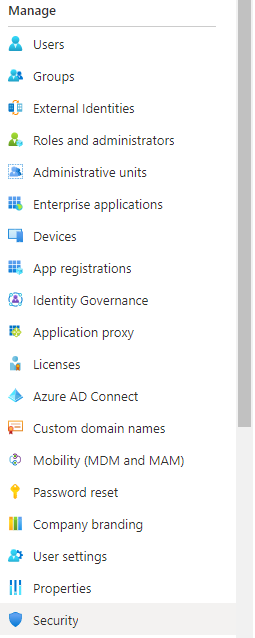 Manage
Users
Groups
External Identities
Roles and administrators
Administrative units
Enterprise applications
Devices
App registrations
Identity Governance
Application proxy
Licenses
Azure AD Connect
Custom domain names
Mobility (MDM and MAM)
Password reset
Company branding
User settings
Properties
Security